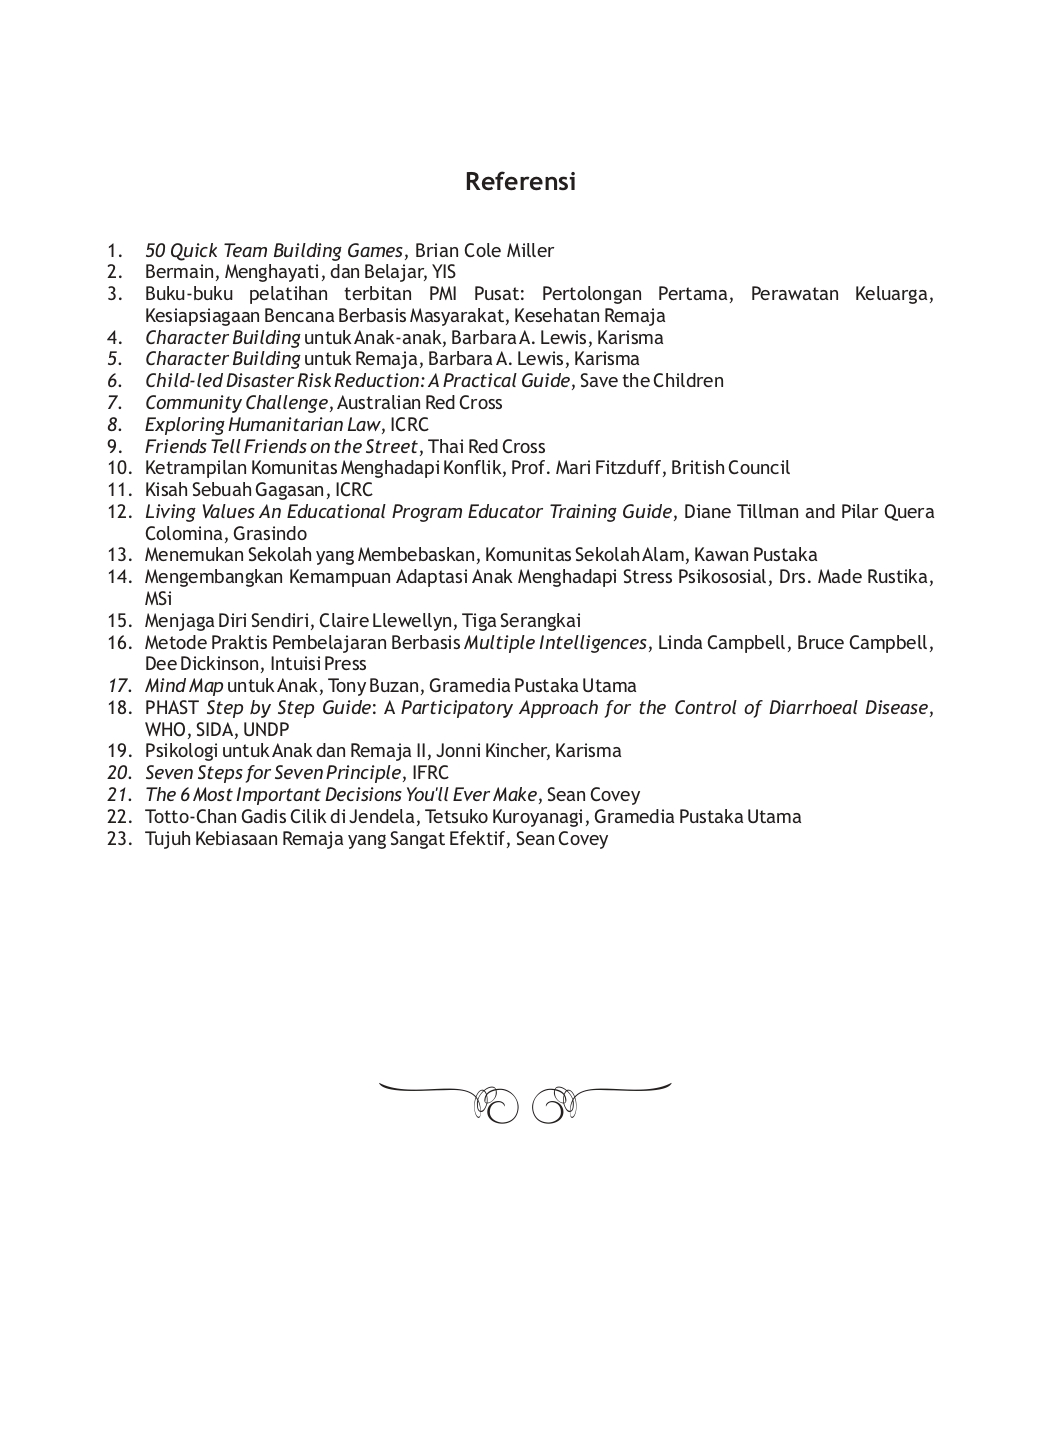 Referensi
1. 50 Quick Team Building Games, Brian Cole Miller
2. Bermain, Menghayati, dan Belajar, YIS
3. Buku-buku pelatihan terbitan PMI Pusat: Pertolongan Pertama, Perawatan Keluarga,
Kesiapsiagaan Bencana Berbasis Masyarakat, Kesehatan Remaja
4. Character Building untuk Anak-anak, Barbara A. Lewis, Karisma
5. Character Building untuk Remaja, Barbara A. Lewis, Karisma
6. Child-led Disaster Risk Reduction: A Practical Guide, Save the Children
7. Community Challenge, Australian Red Cross
8. Exploring Humanitarian Law, ICRC
9. Friends Tell Friends on the Street, Thai Red Cross
10. Ketrampilan Komunitas Menghadapi Konflik, Prof. Mari Fitzduff, British Council
11. Kisah Sebuah Gagasan, ICRC
12. Living Values An Educational Program Educator Training Guide, Diane Tillman and Pilar Quera
Colomina, Grasindo
13. Menemukan Sekolah yang Membebaskan, Komunitas Sekolah Alam, Kawan Pustaka
14. Mengembangkan Kemampuan Adaptasi Anak Menghadapi Stress Psikososial, Drs. Made Rustika,
MSi
15. Menjaga Diri Sendiri, Claire Llewellyn, Tiga Serangkai
16. Metode Praktis Pembelajaran Berbasis Multiple Intelligences, Linda Campbell, Bruce Campbell,
Dee Dickinson, Intuisi Press
17. Mind Map untuk Anak, Tony Buzan, Gramedia Pustaka Utama
18. PHAST Step by Step Guide: A Participatory Approach for the Control of Diarrhoeal Disease,
WHO, SIDA, UNDP
19. Psikologi untuk Anak dan Remaja II, Jonni Kincher, Karisma
20. Seven Steps for Seven Principle, IFRC
21. The 6 Most Important Decisions You'll Ever Make, Sean Covey
22. Totto-Chan Gadis Cilik di Jendela, Tetsuko Kuroyanagi, Gramedia Pustaka Utama
23. Tujuh Kebiasaan Remaja yang Sangat Efektif, Sean Covey